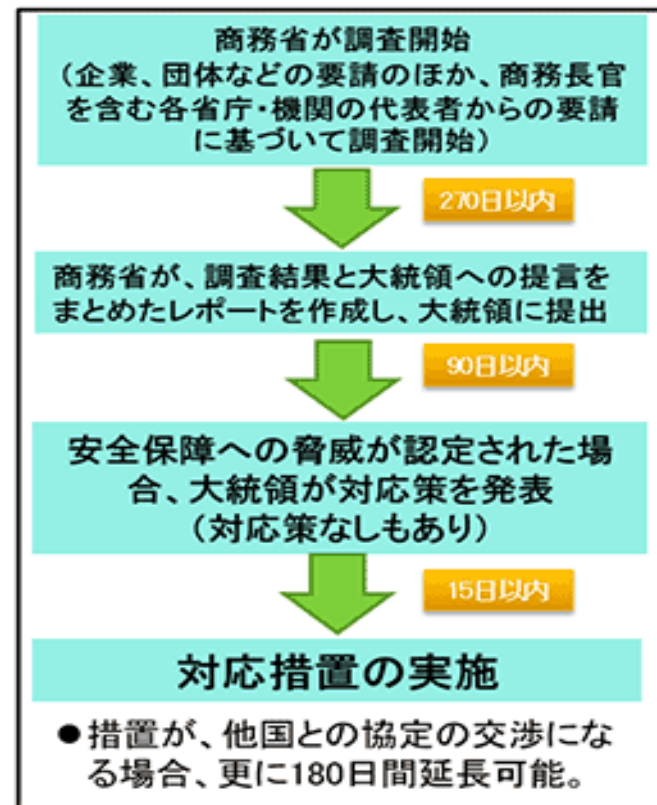 商務省が調査開始
(企業、団体などの要請のほか、商務長官
を含む各省庁・機関の代表者からの要請
に基づいて調査開始)
270日以内
商務省が、調査結果と大統領への提言を
まとめたレポートを作成し、大統領に提出
90日以内
安全保障への脅威が認定された場
合、大統領が対応策を発表
(対応策なしもあり)
15日以内
対応措置の実施
●措置が、他国との協定の交渉にな
る場合、更に180日間延長可能。